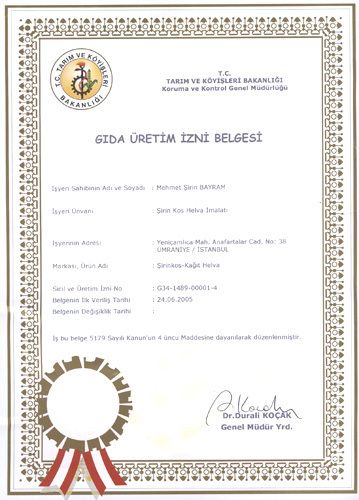 T.C. TARIM VE KÖYİŞLERİ
BAKANLIĞI
T.C.
TARIM VE KÖYİŞLERİ BAKANLIĞI
Koruma ve Kontrol Genel Müdürlüğü
GIDA ÜRETİM İZNİ BELGESİ
İşyeri Sahibinin Adı ve Soyadı : Mehmet Şirin BAYRAM
İşyeri Ünvanı : Şirin Kos Helva İmalatı
İşyerinin Adresi : Yeniçamlıca Mah. Anafartalar Cad. No: 38
ÜMRANİYE / İSTANBUL
Markası, Ürün Adı : Şirinkos-Kağıt Helva
Sicil ve Üretim İzni No : G34-1489-00001-4
Belgenin İlk Veriliş Tarihi : 24.06.2005
Belgenin Değişiklik Tarihi :
İş bu belge 5179 Sayılı Kanun'un 4 üncü Maddesine dayanılarak düzenlenmiştir.
Dr.Durali KOÇAK
Genel Müdür Yrd.